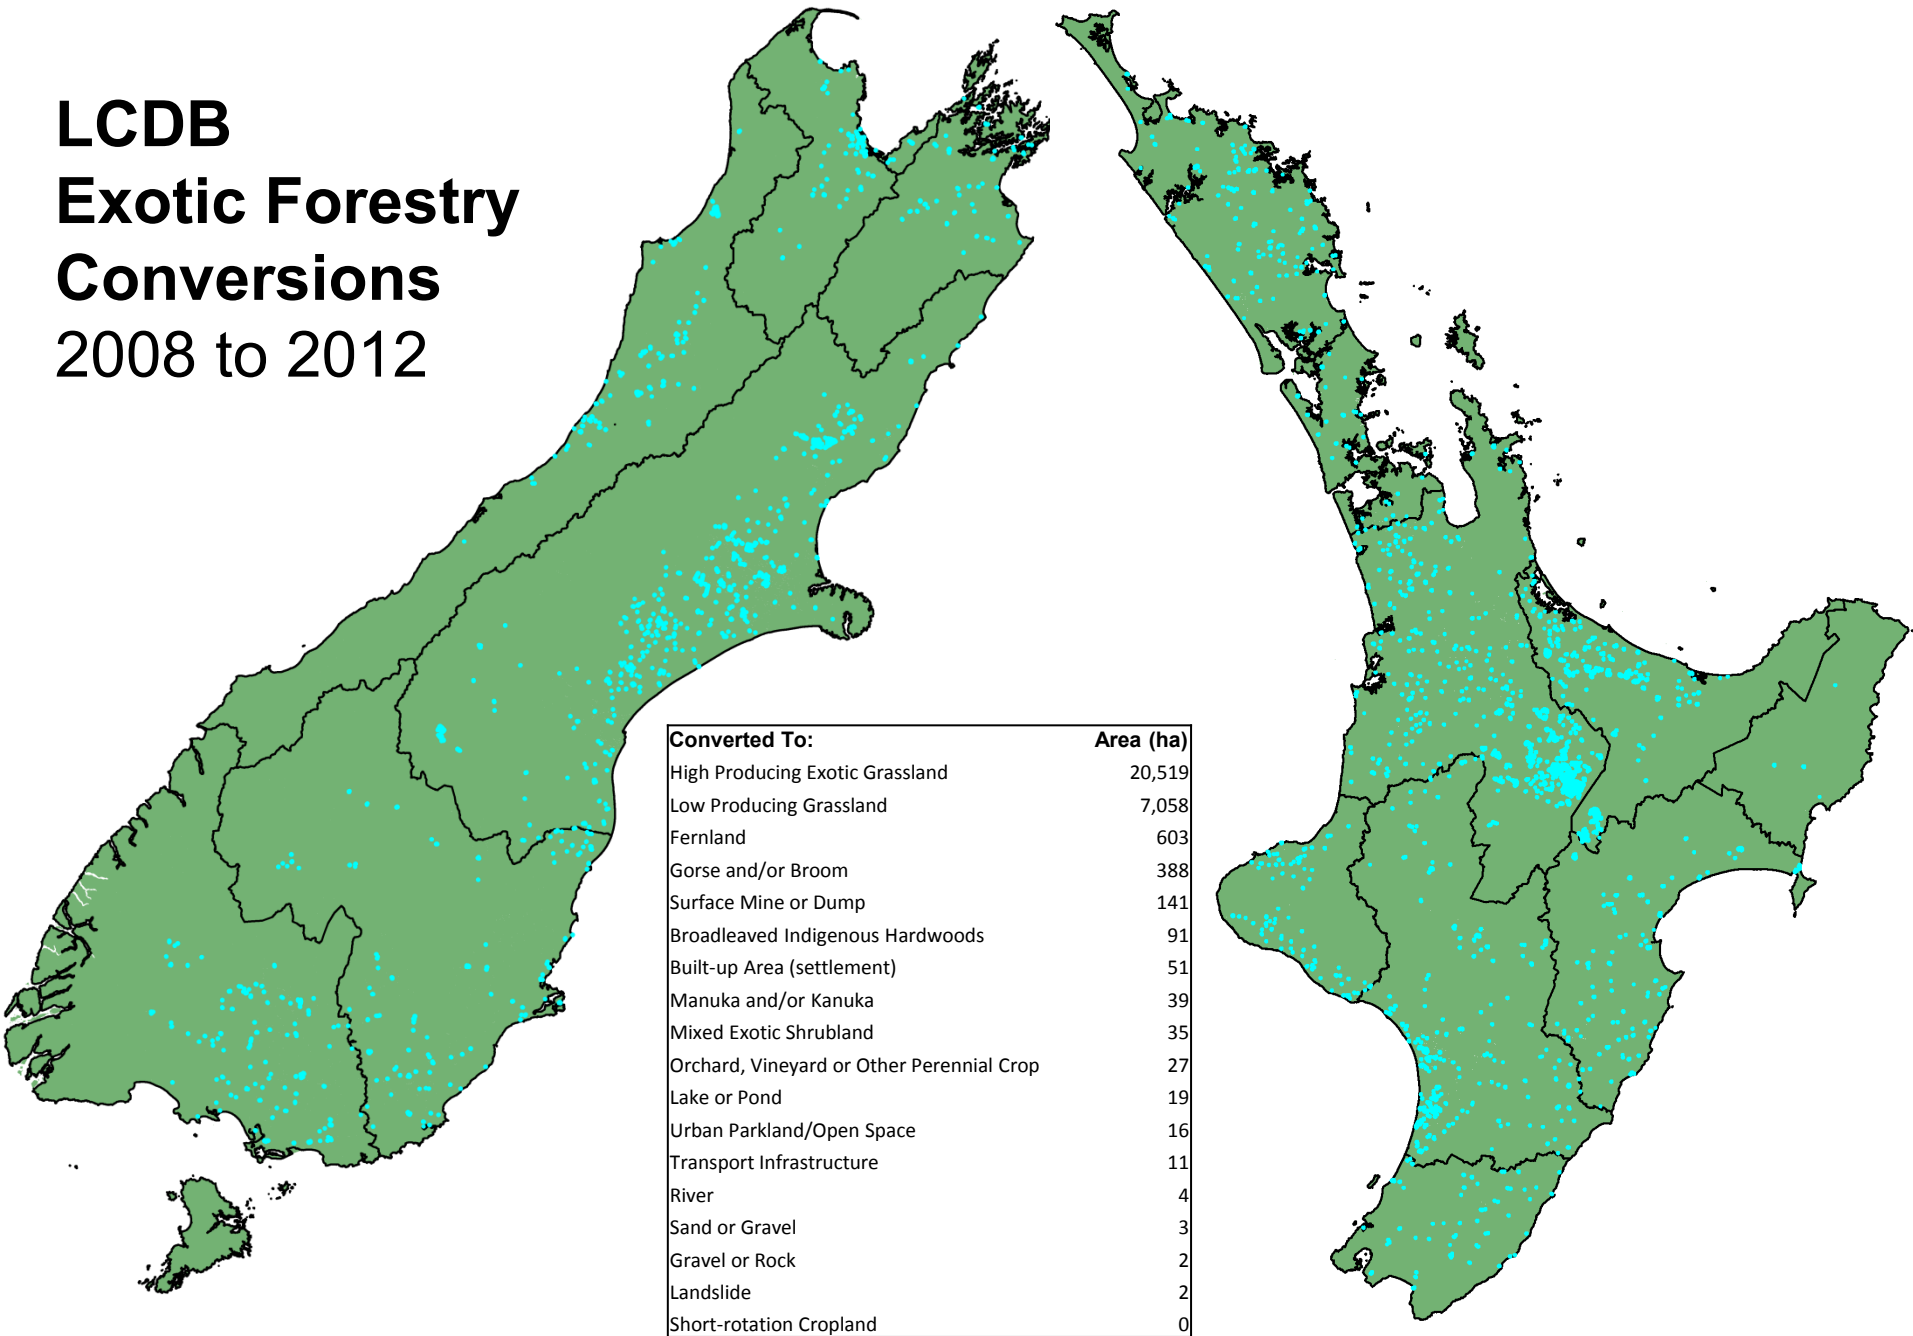 LCDB
Exotic Forestry
Conversions
2008 to 2012
Converted To: Area (ha)
High Producing Exotic Grassland 20,519
Low Producing Grassland 7,058
Fernland 603
Gorse and/or Broom 388
Surface Mine or Dump 141
Broadleaved Indigenous Hardwoods 91
Built-up Area (settlement) 51
Manuka and/or Kanuka 39
Mixed Exotic Shrubland 35
Orchard, Vineyard or Other Perennial Crop 27
Lake or Pond 19
Urban Parkland/Open Space 16
Transport Infrastructure 11
River 4
Sand or Gravel 3
Gravel or Rock 2
Landslide 2
Short-rotation Cropland 0